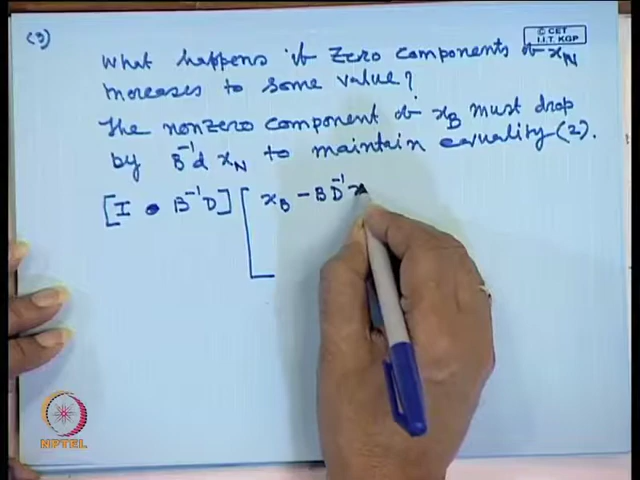 © CET
I.I.T. KGP
(9)
What happens if zero components of x_N
increases to some value?
The nonzero component of x_B must drop
by B⁻¹d x_N to maintain equality (2).
[I B⁻¹D] [ x_B - B D⁻¹ x
NPTEL